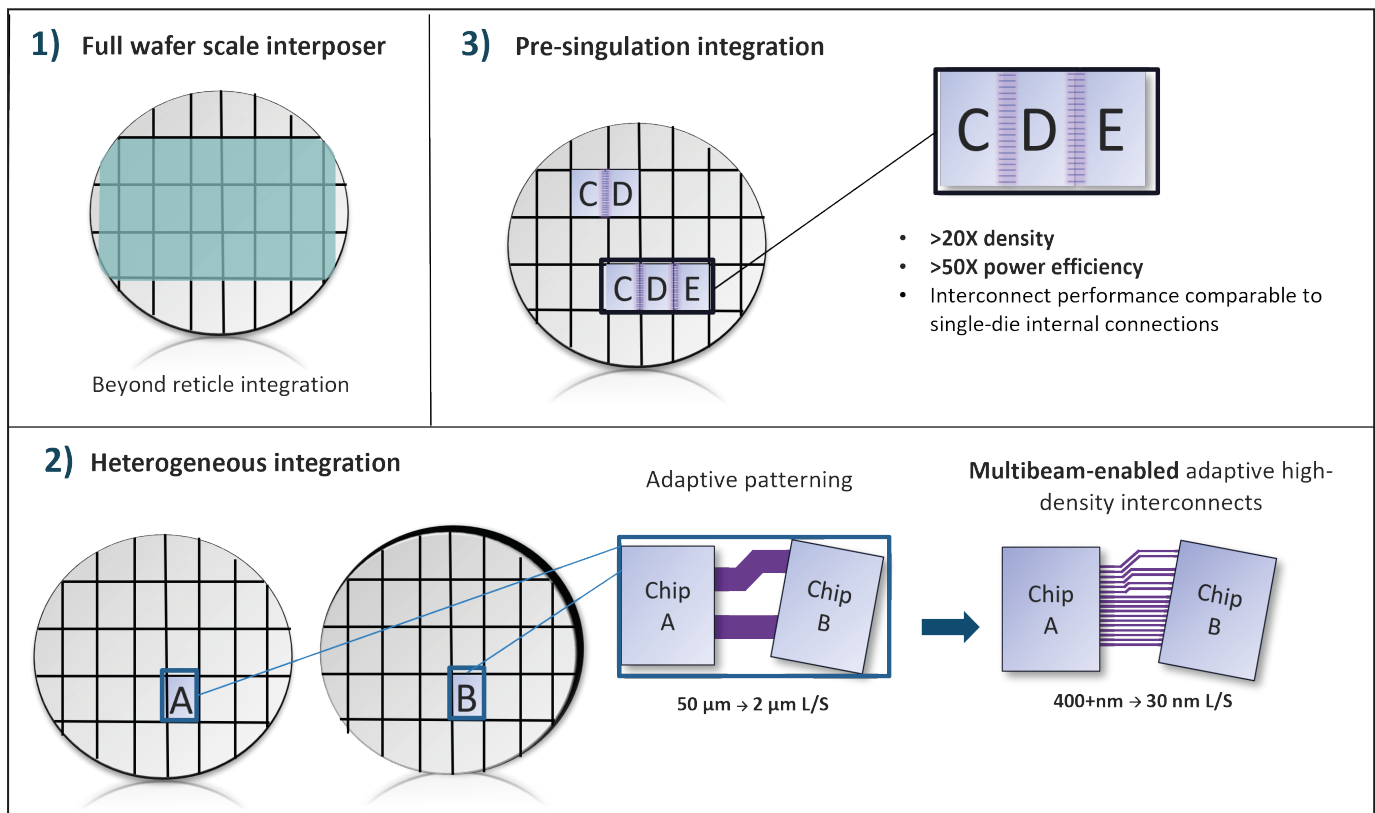 1) Full wafer scale interposer
Beyond reticle integration
3) Pre-singulation integration
C D
C D E
C D E
• >20X density
• >50X power efficiency
• Interconnect performance comparable to
single-die internal connections
2) Heterogeneous integration
A
B
Adaptive patterning
Chip
A
Chip
B
50 µm → 2 µm L/S
Multibeam-enabled adaptive high-
density interconnects
Chip
A
Chip
B
400+nm → 30 nm L/S